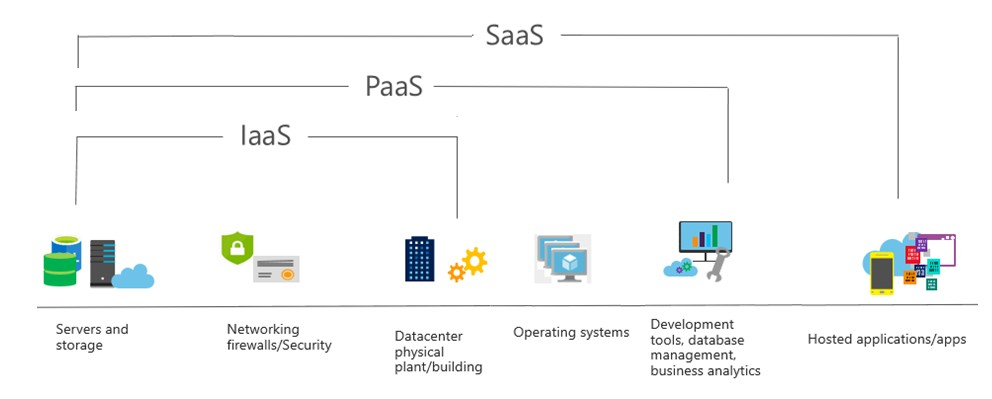 SaaS
PaaS
IaaS
Servers and
storage
Networking
firewalls/Security
Datacenter
physical
plant/building
Operating systems
Development
tools, database
management,
business analytics
Hosted applications/apps